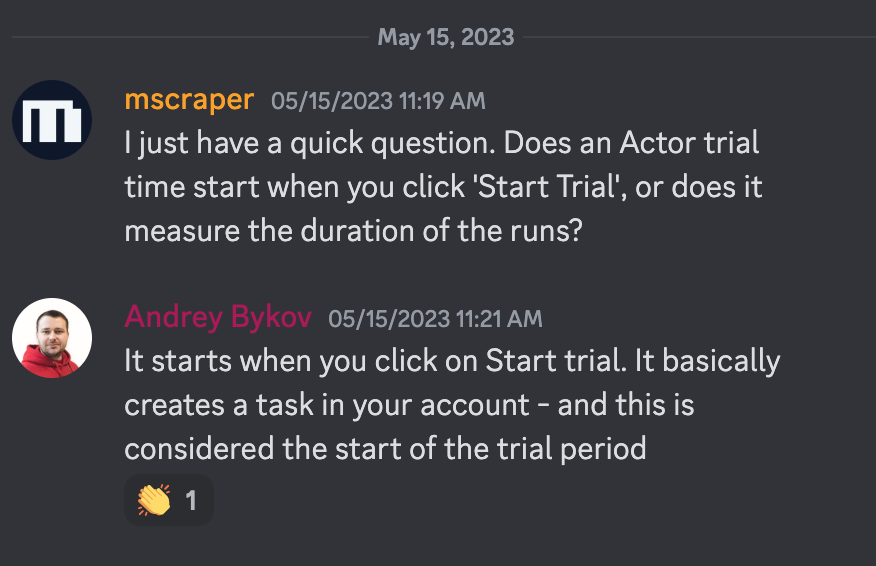 May 15, 2023
mscraper 05/15/2023 11:19 AM
I just have a quick question. Does an Actor trial
time start when you click 'Start Trial', or does it
measure the duration of the runs?
Andrey Bykov 05/15/2023 11:21 AM
It starts when you click on Start trial. It basically
creates a task in your account - and this is
considered the start of the trial period
👏 1